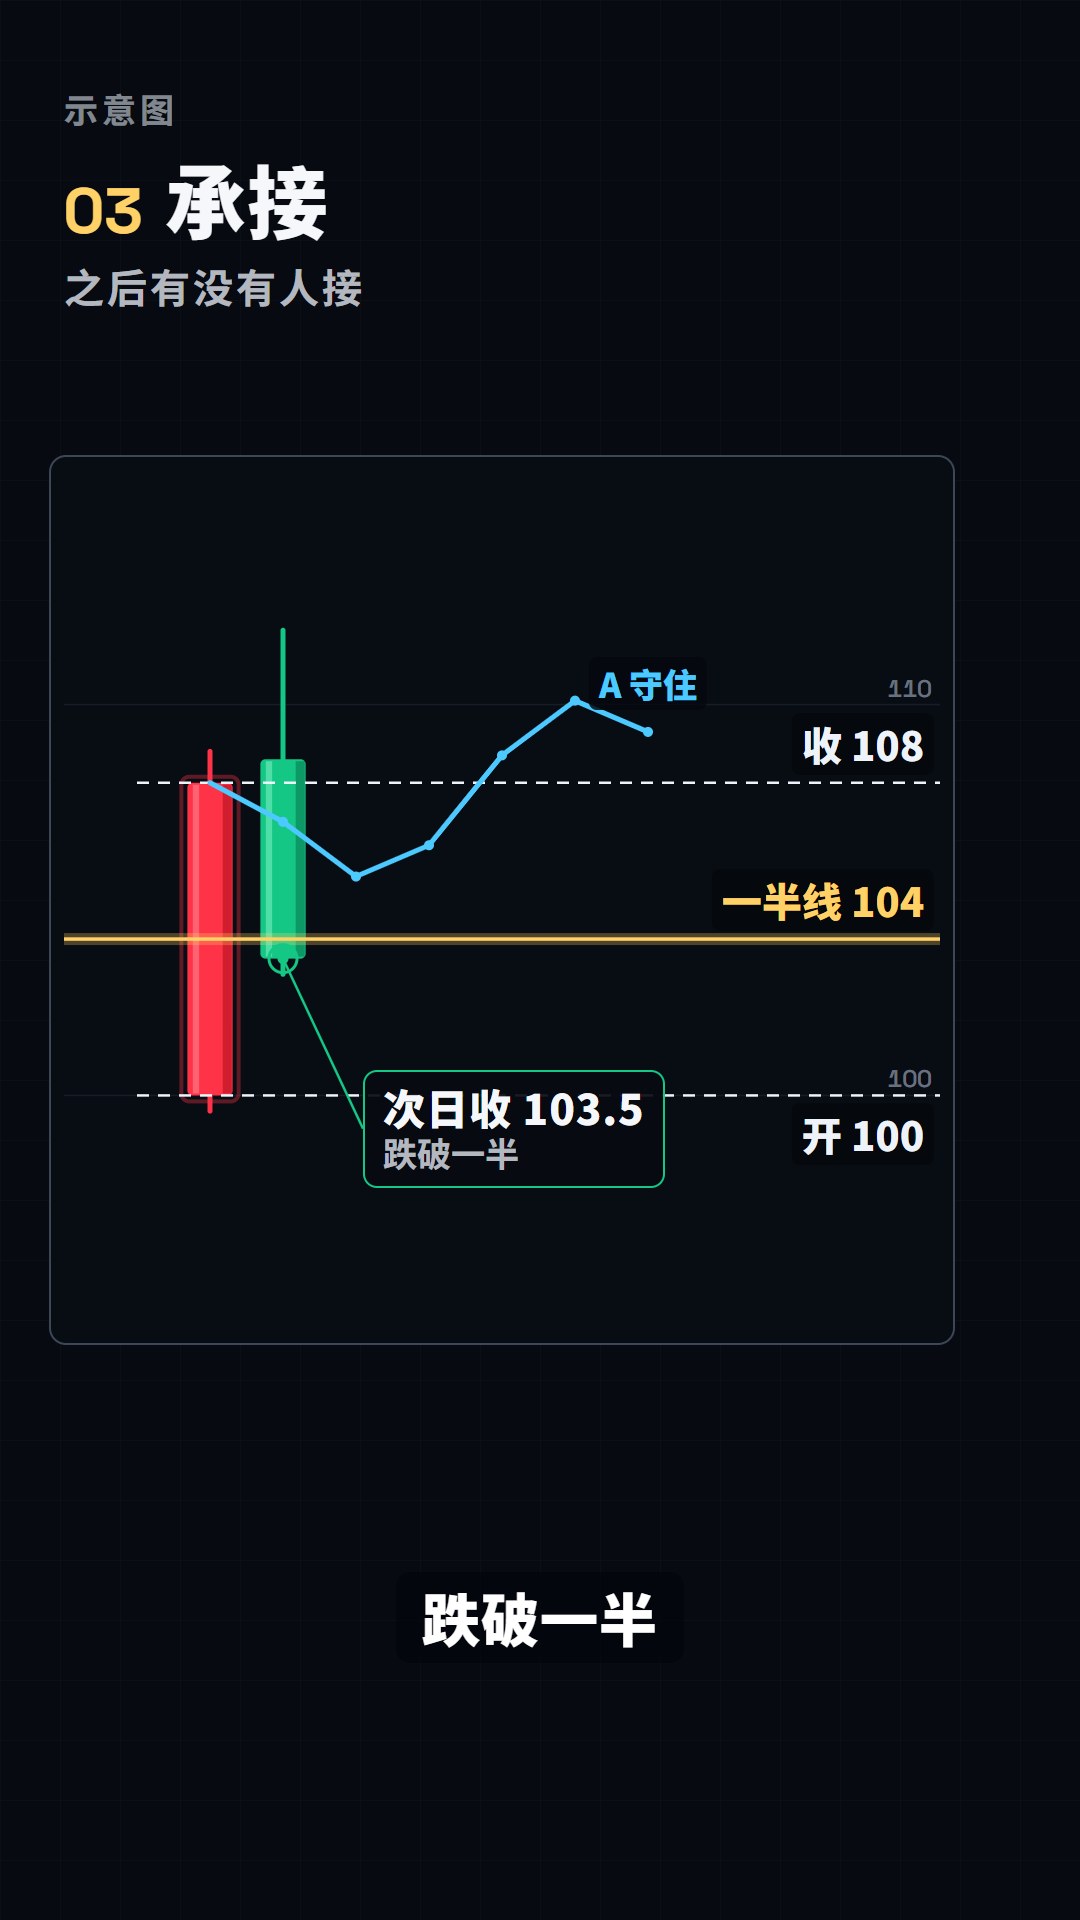 示意图
03 承接
之后有没有人接
A 守住
110
收 108
一半线 104
100
次日收 103.5
跌破一半
开 100
跌破一半